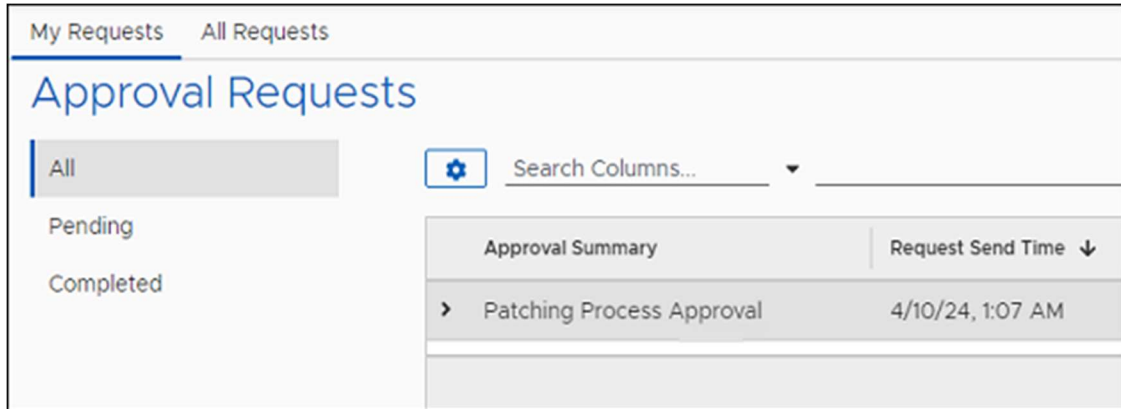 My Requests All Requests
Approval Requests
All
Search Columns...
Pending
Completed
Approval Summary Request Send Time
Patching Process Approval 4/10/24, 1:07 AM